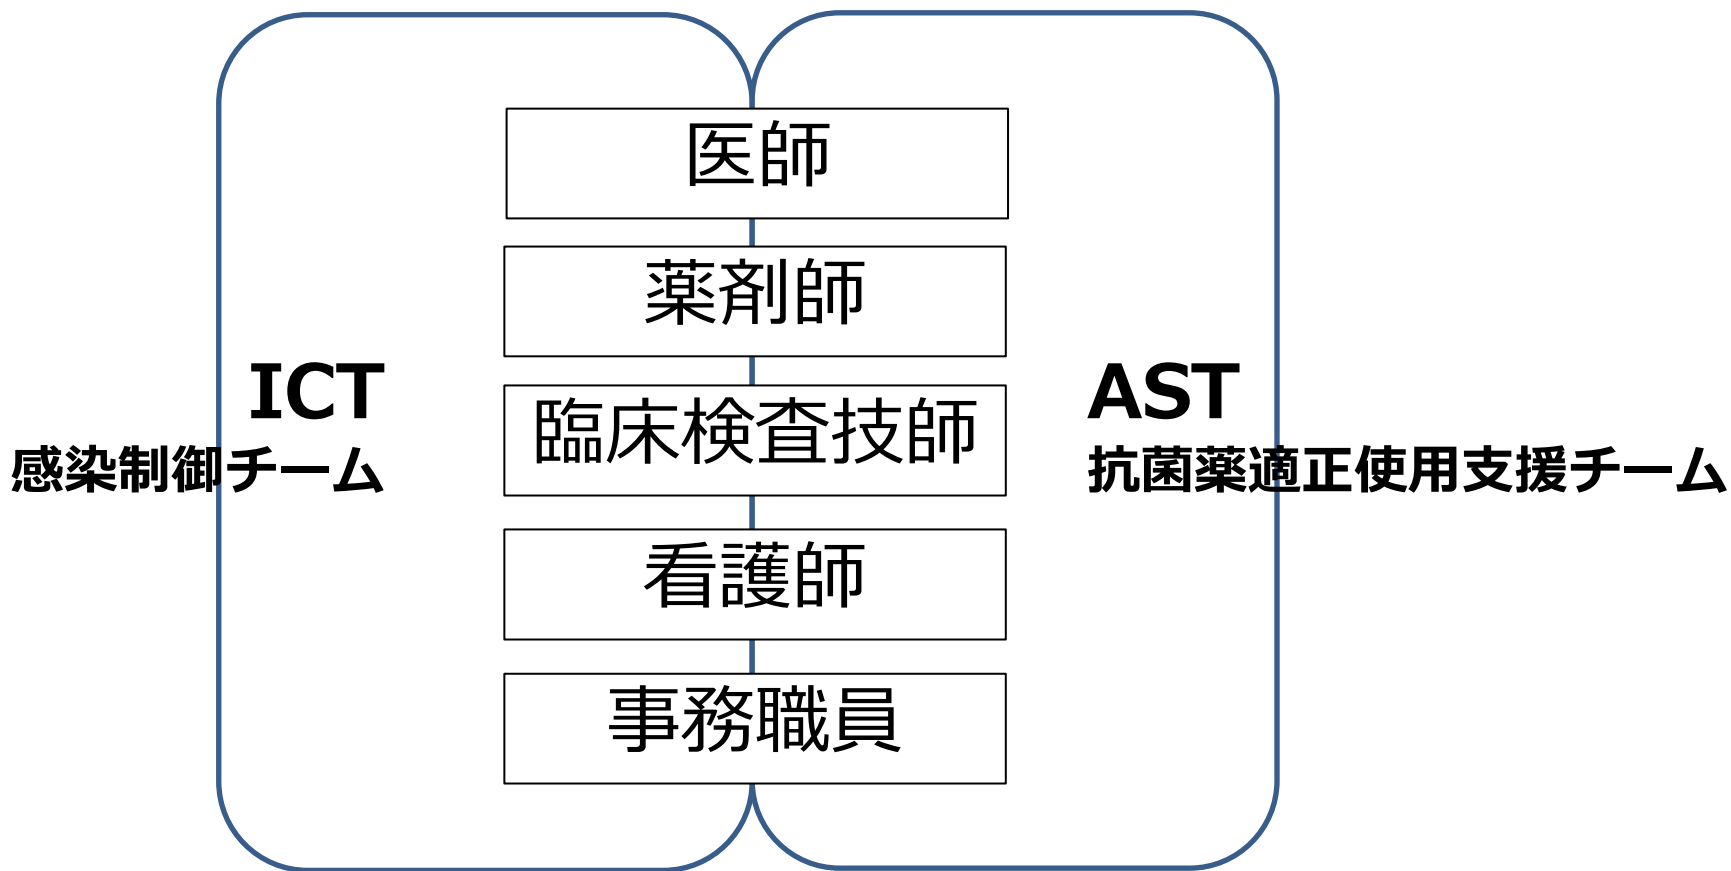 医師
薬剤師
ICT
感染制御チーム
臨床検査技師
AST
抗菌薬適正使用支援チーム
看護師
事務職員